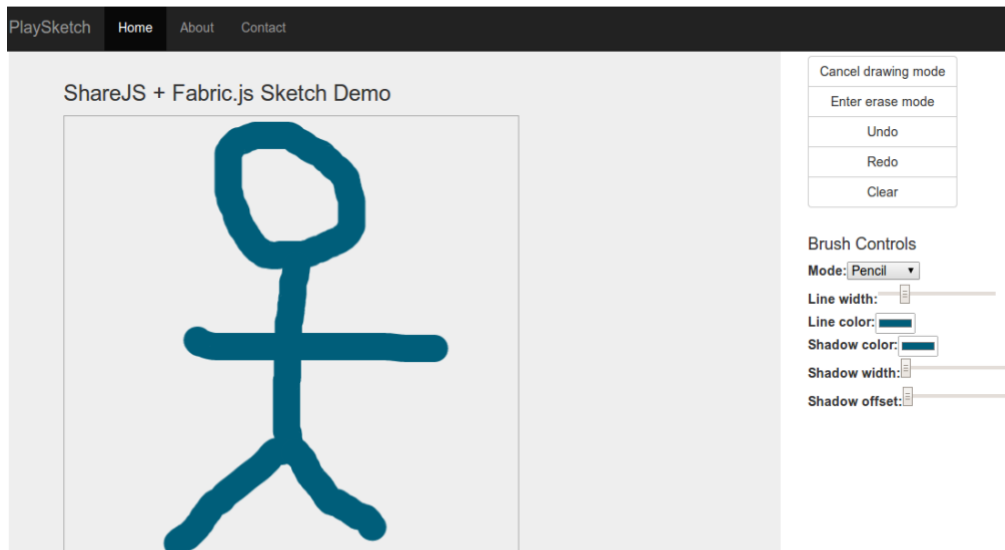 PlaySketch Home About Contact
ShareJS + Fabric.js Sketch Demo
Cancel drawing mode
Enter erase mode
Undo
Redo
Clear
Brush Controls
Mode: Pencil
Line width:
Line color:
Shadow color:
Shadow width:
Shadow offset: